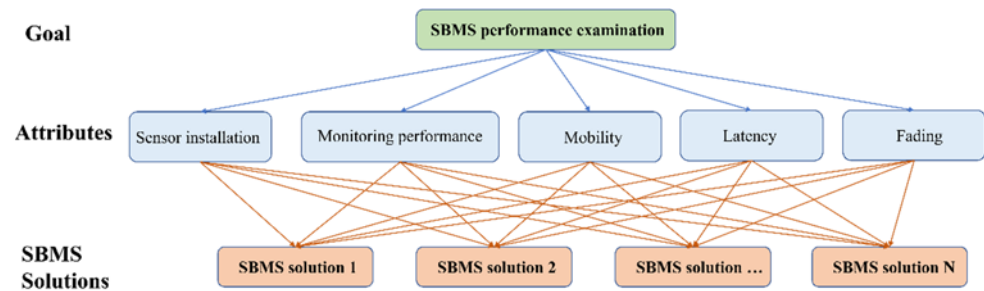 Goal
SBMS performance examination
Attributes
Sensor installation
Monitoring performance
Mobility
Latency
Fading
SBMS
Solutions
SBMS solution 1
SBMS solution 2
SBMS solution …
SBMS solution N